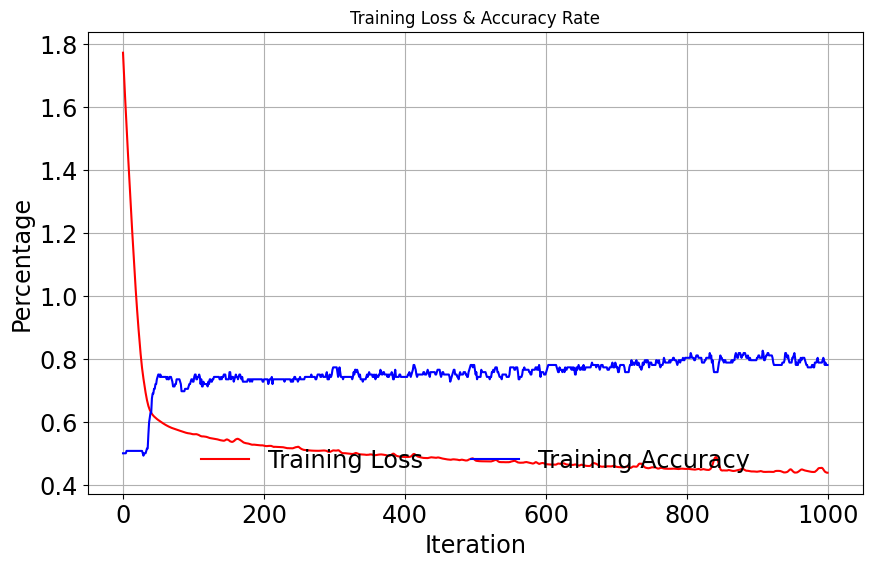 Training Loss & Accuracy Rate
Percentage
1.8
1.6
1.4
1.2
1.0
0.8
0.6
0.4
Training Loss Training Accuracy
0 200 400 600 800 1000
Iteration